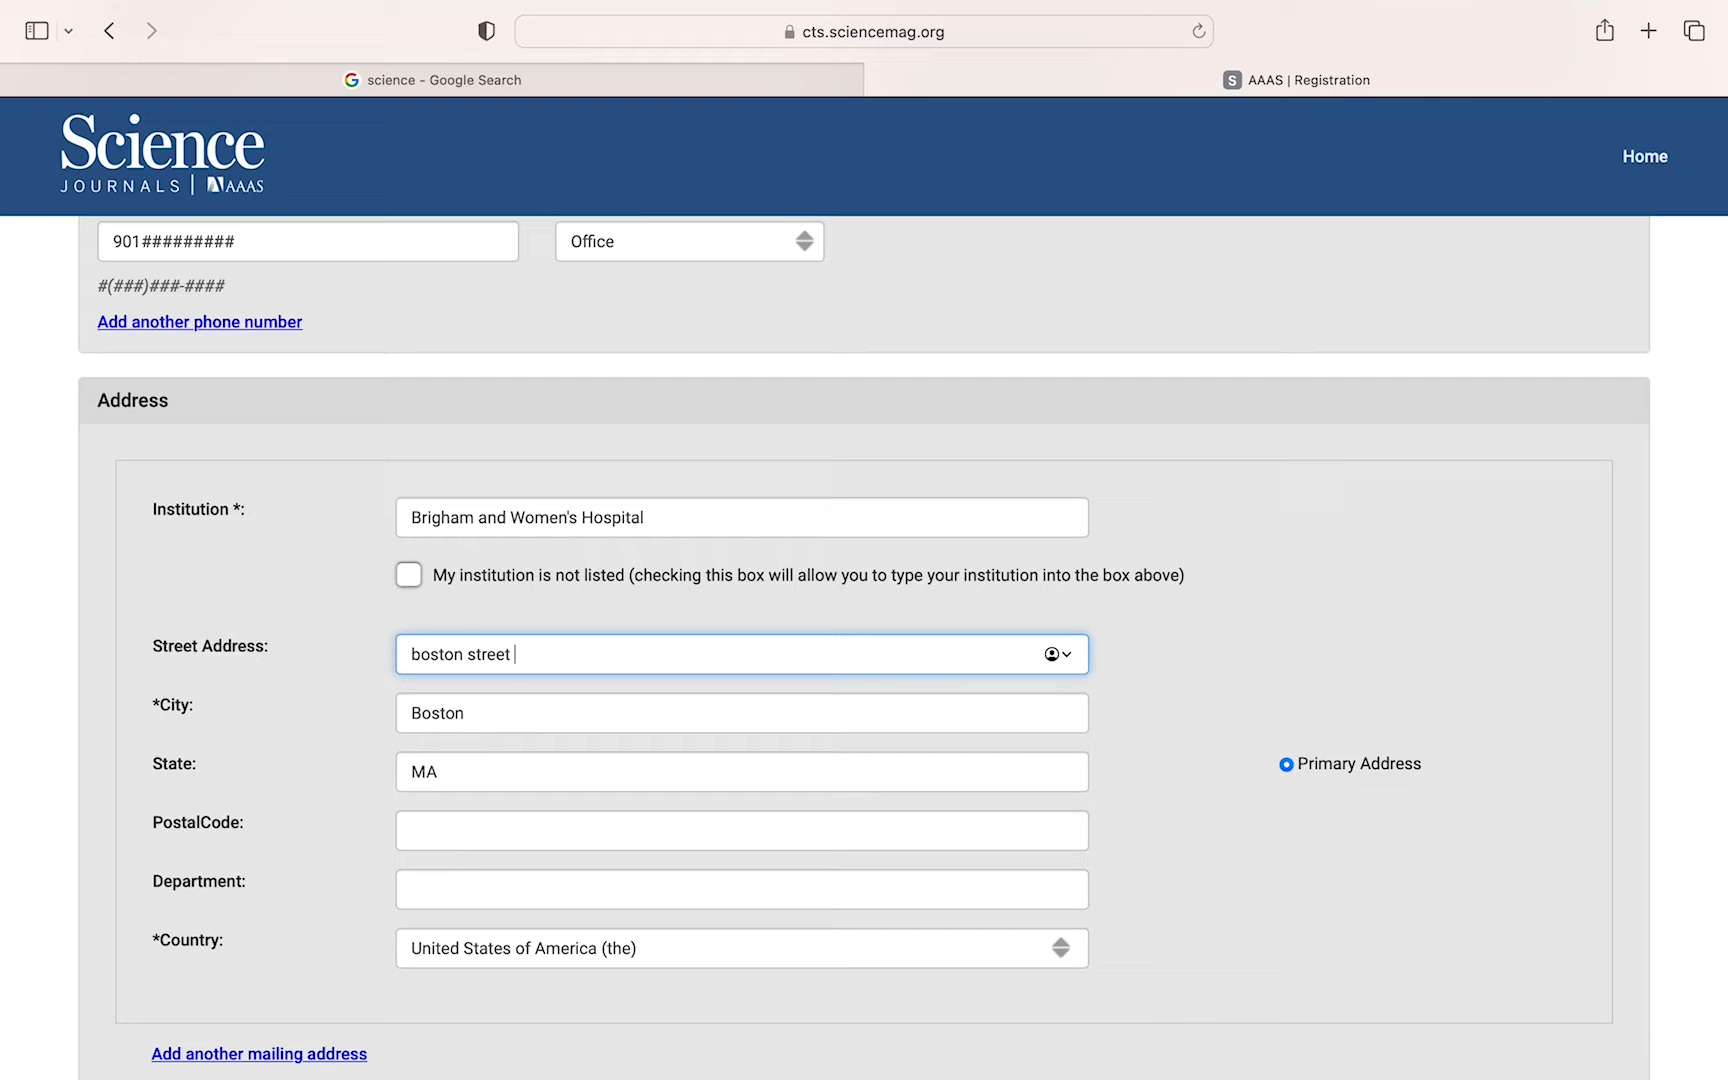 cts.sciencemag.org
science - Google Search
S AAAS | Registration
Science
JOURNALS | AAAS
Home
901#########
Office
#(###)###-####
Add another phone number
Address
Institution *:
Brigham and Women's Hospital
My institution is not listed (checking this box will allow you to type your institution into the box above)
Street Address:
boston street
*City:
Boston
State:
MA
Primary Address
PostalCode:
Department:
*Country:
United States of America (the)
Add another mailing address